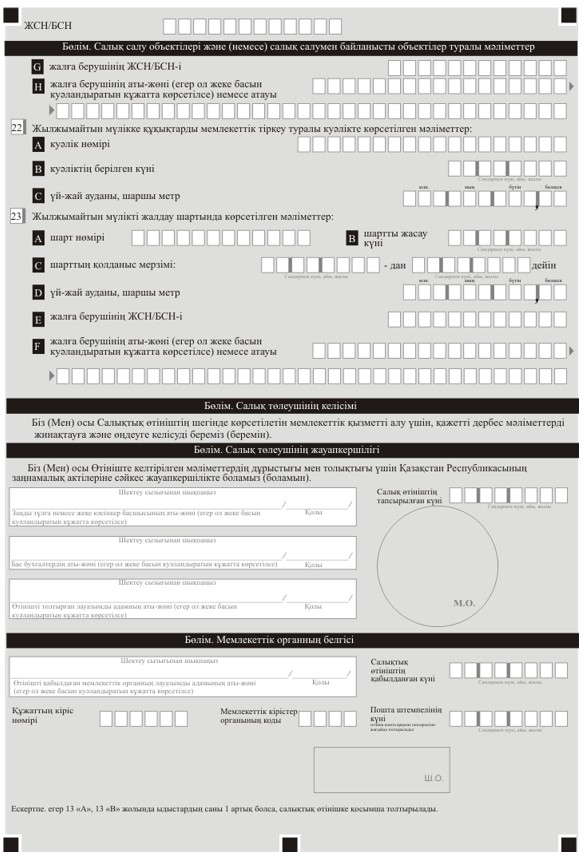 ЖСН/БСН
Бөлім. Салық салу объектілері және (немесе) салық салумен байланысты объектілер туралы мәліметтер
G жалға берушінің ЖСН/БСН-і
H жалға берушінің аты-жөні (егер ол жеке басын
куәландыратын құжатта көрсетілсе) немесе атауы
22 Жылжымайтын мүлікке құқықтарды мемлекеттік тіркеу туралы куәлікте көрсетілген мәліметтер:
A куәлік нөмірі
B куәліктің берілген күні
Сандармен күні, айы, жылы
млн. мың бүтін бөлшек
C үй-жай ауданы, шаршы метр
23 Жылжымайтын мүлікті жалдау шартында көрсетілген мәліметтер:
A шарт нөмірі B шартты жасау
күні
Сандармен күні, айы, жылы
C шарттың қолданыс мерзімі: - дан дейін
Сандармен күні, айы, жылы Сандармен күні, айы, жылы
млн. мың бүтін бөлшек
D үй-жай ауданы, шаршы метр
E жалға берушінің ЖСН/БСН-і
F жалға берушінің аты-жөні (егер ол жеке басын
куәландыратын құжатта көрсетілсе) немесе атауы
Бөлім. Салық төлеушінің келісімі
Біз (Мен) осы Салықтық өтініштің шегінде көрсетілетін мемлекеттік қызметті алу үшін, қажетті дербес мәліметтерді
жинақтауға және өңдеуге келісуді береміз (беремін).
Бөлім. Салық төлеушінің жауапкершілігі
Біз (Мен) осы Өтініште келтірілген мәліметтердің дұрыстығы мен толықтығы үшін Қазақстан Республикасының
заңнамалық актілеріне сәйкес жауапкершілікте боламыз (боламын).
Шектеу сызығынан шықпаңыз
/ /
Заңды тұлға немесе жеке кәсіпкер басшысының аты-жөні (егер ол жеке басын Қолы
куәландыратын құжатта көрсетілсе)
Салық өтініштің
тапсырылған күні
Сандармен күні, айы, жылы
Шектеу сызығынан шықпаңыз
/ /
Бас бухгалтердің аты-жөні (егер ол жеке басын куәландыратын құжатта көрсетілсе) Қолы
Шектеу сызығынан шықпаңыз
/ /
Өтінішті толтырған лауазымды адамның аты-жөні (егер ол жеке басын Қолы
куәландыратын құжатта көрсетілсе)
М.О.
Бөлім. Мемлекеттік органның белгісі
Шектеу сызығынан шықпаңыз
/ /
Өтінішті қабылдаған мемлекеттік органның лауазымды адамының аты-жөні Қолы
(егер ол жеке басын куәландыратын құжатта көрсетілсе)
Салықтық
өтініштің
қабылданған күні
Сандармен күні, айы, жылы
Құжаттың кіріс
нөмірі
Мемлекеттік кірістер
органының коды
Пошта штемпелінің
күні
Сандармен күні, айы, жылы
Ш.О.
Ескертпе. егер 13 «А», 13 «В» жолында ыдыстардың саны 1 артық болса, салықтық өтінішке қосымша толтырылады.